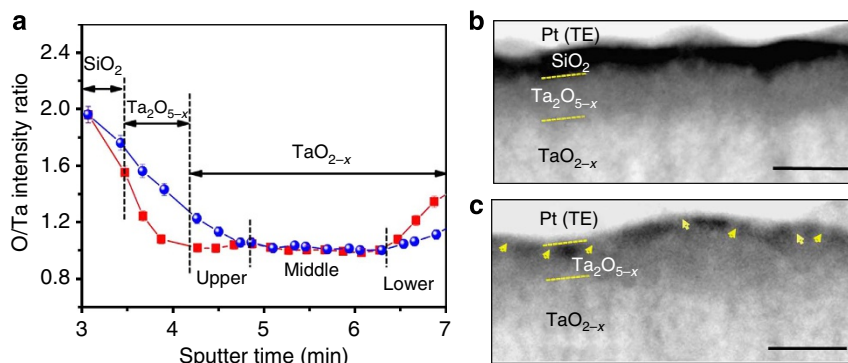 a
O/Ta intensity ratio
2.4
2.0
1.6
1.2
0.8
SiO₂
Ta₂O₅₋ₓ
TaO₂₋ₓ
Upper
Middle
Lower
3 4 5 6 7
Sputter time (min)
b
Pt (TE)
SiO₂
Ta₂O₅₋ₓ
TaO₂₋ₓ
c
Pt (TE)
Ta₂O₅₋ₓ
TaO₂₋ₓ